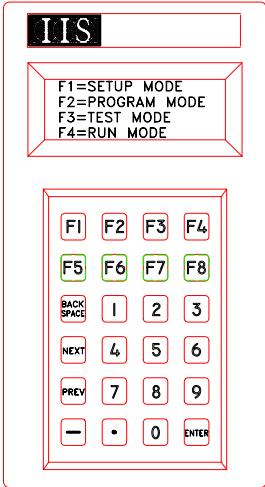 IIS
F1=SETUP MODE
F2=PROGRAM MODE
F3=TEST MODE
F4=RUN MODE
F1 F2 F3 F4
F5 F6 F7 F8
BACK SPACE 1 2 3
NEXT 4 5 6
PREV 7 8 9
– . 0 ENTER